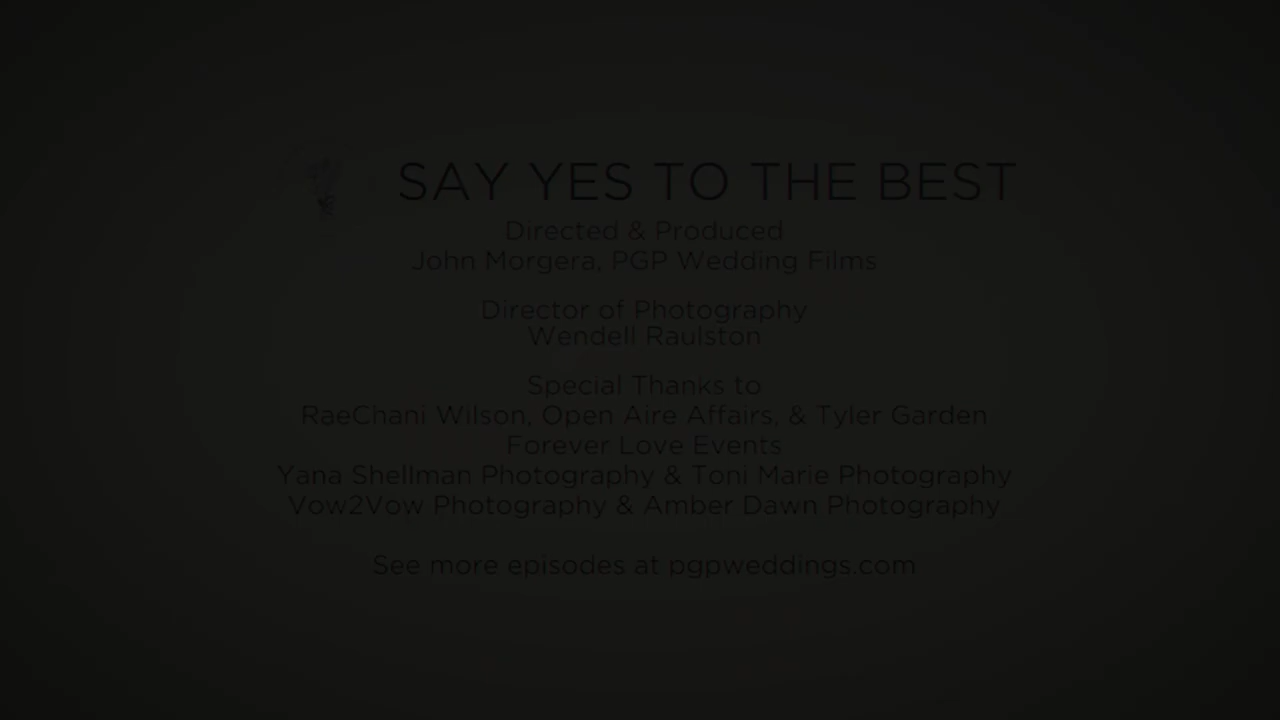 SAY YES TO THE BEST
Directed & Produced
John Morgera, PGP Wedding Films
Director of Photography
Wendell Raulston
Special Thanks to
RaeChani Wilson, Open Aire Affairs, & Tyler Garden
Forever Love Events
Yana Shellman Photography & Toni Marie Photography
Vow2Vow Photography & Amber Dawn Photography
See more episodes at pgpweddings.com